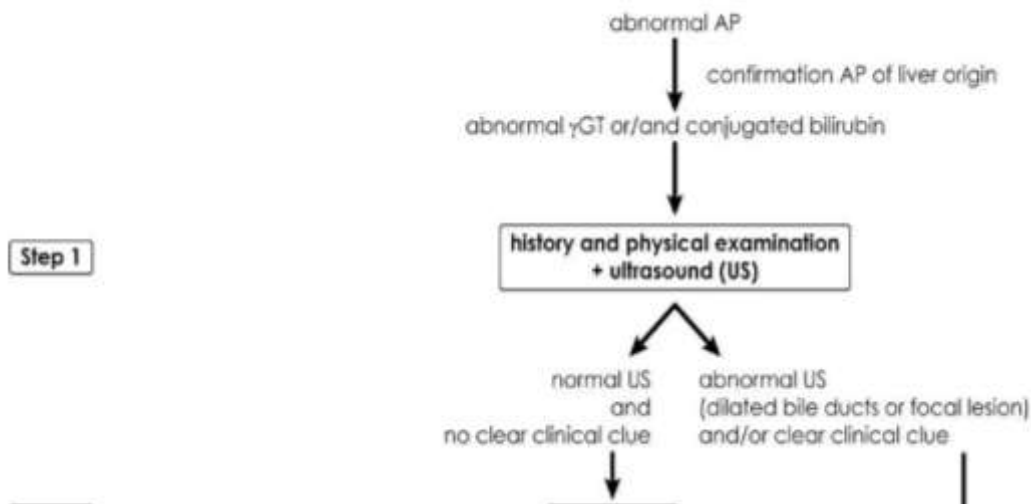 abnormal AP
confirmation AP of liver origin
abnormal γGT or/and conjugated bilirubin
Step 1
history and physical examination
+ ultrasound (US)
normal US
and
no clear clinical clue
abnormal US
(dilated bile ducts or focal lesion)
and/or clear clinical clue